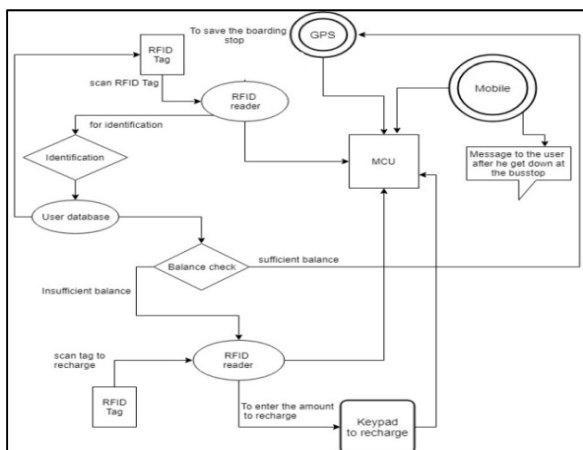 RFID
Tag
To save the boarding
stop
GPS
scan RFID Tag
RFID
reader
Mobile
for identification
MCU
Identification
Message to the user
after he get down at
the busstop
User database
Balance check
sufficient balance
Insufficient balance
scan tag to
recharge
RFID
reader
RFID
Tag
To enter the amount
to recharge
Keypad
to recharge